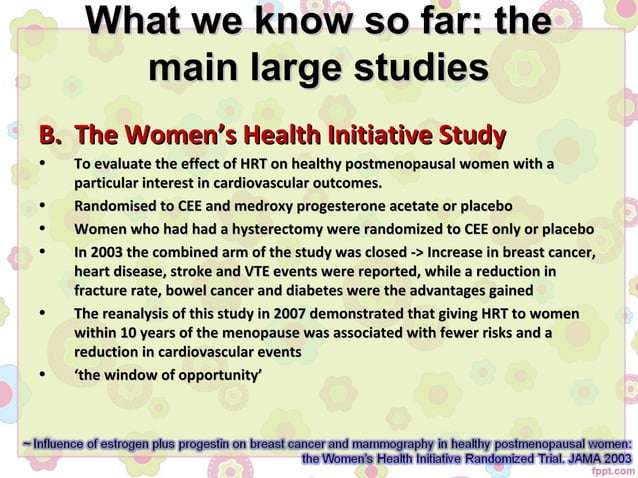 What we know so far: the
main large studies
B. The Women’s Health Initiative Study
• To evaluate the effect of HRT on healthy postmenopausal women with a
particular interest in cardiovascular outcomes.
• Randomised to CEE and medroxy progesterone acetate or placebo
• Women who had had a hysterectomy were randomized to CEE only or placebo
• In 2003 the combined arm of the study was closed -> Increase in breast cancer,
heart disease, stroke and VTE events were reported, while a reduction in
fracture rate, bowel cancer and diabetes were the advantages gained
• The reanalysis of this study in 2007 demonstrated that giving HRT to women
within 10 years of the menopause was associated with fewer risks and a
reduction in cardiovascular events
• ‘the window of opportunity’
~ Influence of estrogen plus progestin on breast cancer and mammography in healthy postmenopausal women:
the Women's Health Initiative Randomized Trial. JAMA 2003
fppt.com